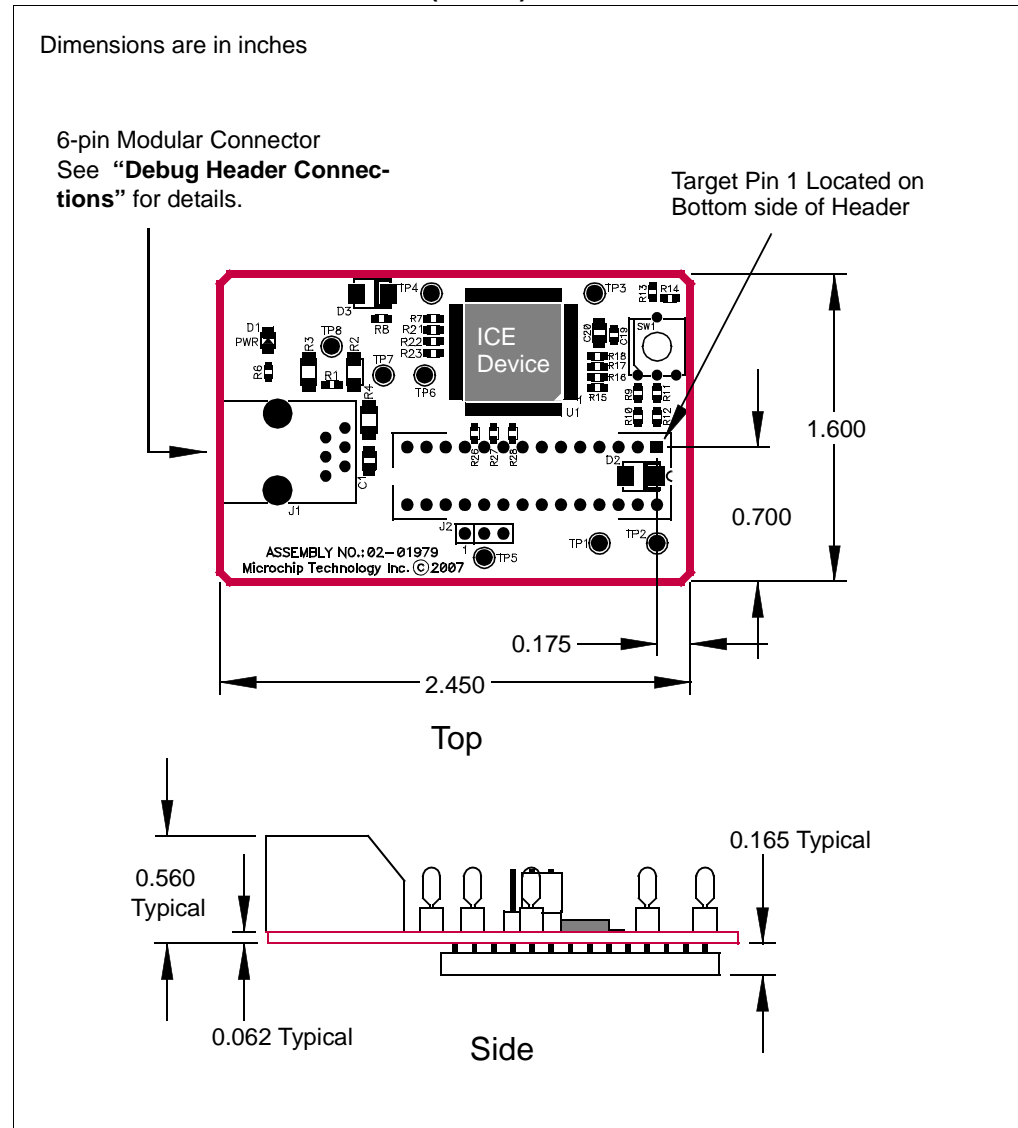 Dimensions are in inches
6-pin Modular Connector
See “Debug Header Connec-
tions” for details.
Target Pin 1 Located on
Bottom side of Header
D3
TP4
TP3
R13
R14
D1
PWR
R6
TP8
R3
R2
R1
R8
R7
R21
R22
R23
TP7
TP6
R4
ICE
Device
1
U1
C20
C19
SW1
R18
R17
R16
R15
R9
R11
R10
R12
1.600
C1
J1
R26
R27
R28
D2
0.700
J2
1
TP5
TP1
TP2
ASSEMBLY NO.:02-01979
Microchip Technology Inc. ©2007
0.175
2.450
Top
0.560
Typical
0.165 Typical
0.062 Typical
Side